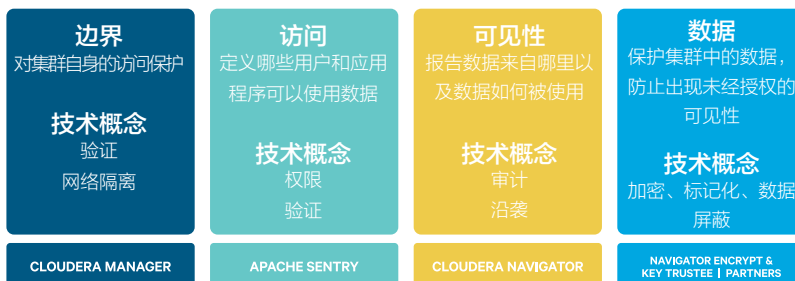 边界
对集群自身的访问保护
技术概念
验证
网络隔离
CLOUDERA MANAGER
访问
定义哪些用户和应用
程序可以使用数据
技术概念
权限
验证
APACHE SENTRY
可见性
报告数据来自哪里以
及数据如何被使用
技术概念
审计
沿袭
CLOUDERA NAVIGATOR
数据
保护集群中的数据，
防止出现未经授权的
可见性
技术概念
加密、标记化、数据
屏蔽
NAVIGATOR ENCRYPT &
KEY TRUSTEE | PARTNERS